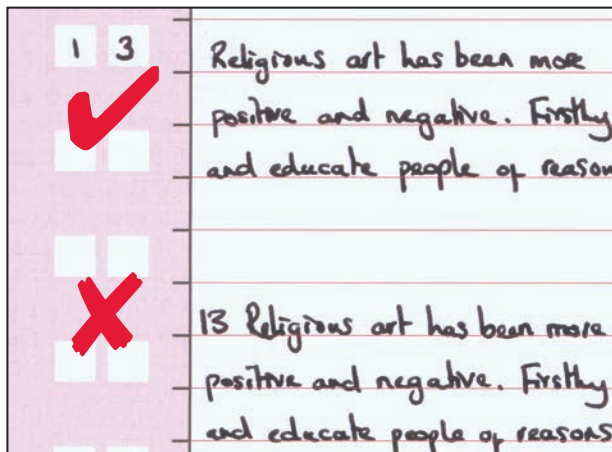 1 3 Religious art has been more
positive and negative. Firstly
and educate people of reason
13 Religious art has been more
positive and negative. Firstly
and educate people of reasons